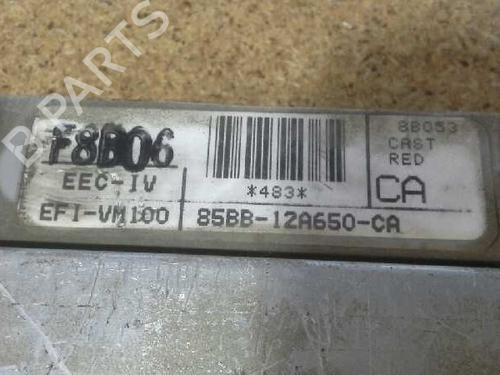 B-PARTS
F8B06
EEC-IV
EFI-VM100
*483*
85BB-12A650-CA
8B053
CAST
RED
CA